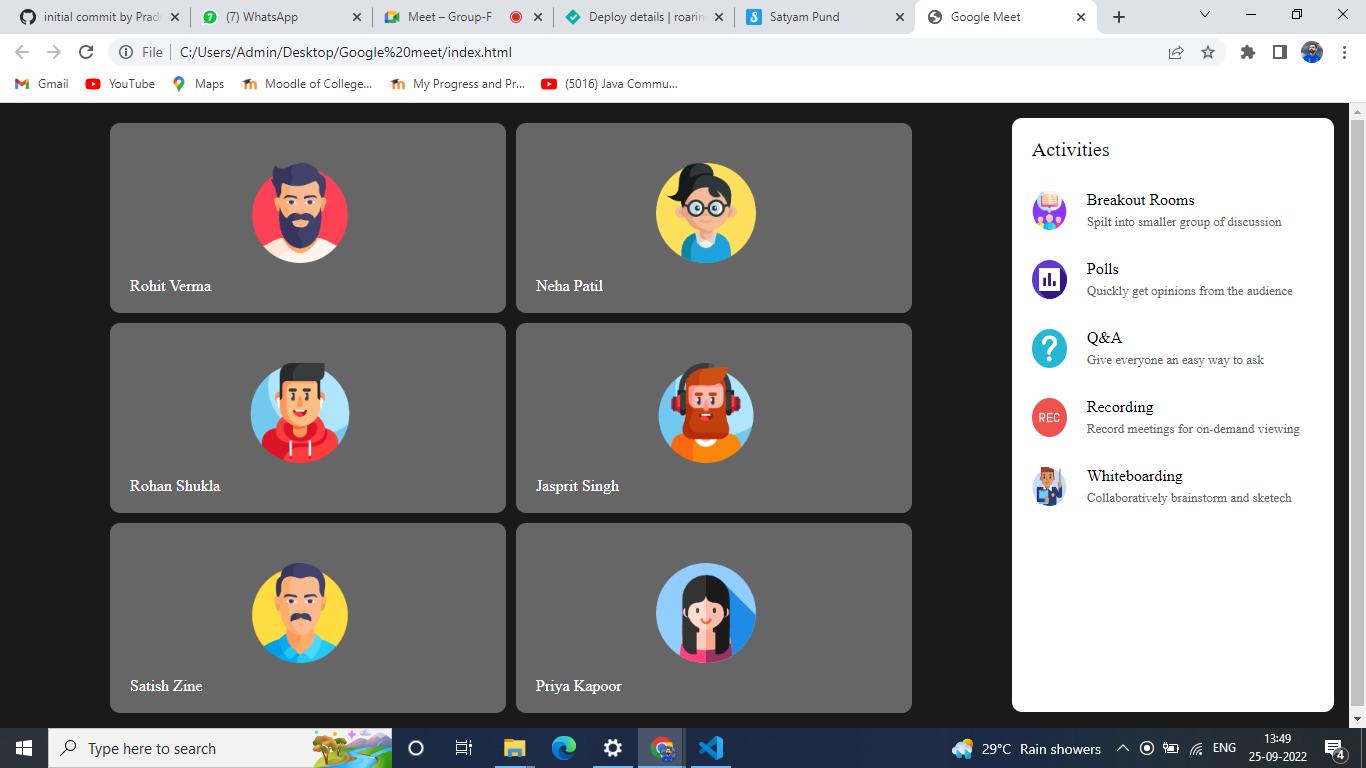 initial commit by Prad
(7) WhatsApp
Meet – Group-F
Deploy details | roarin
Satyam Pund
Google Meet
File | C:/Users/Admin/Desktop/Google%20meet/index.html
Gmail
YouTube
Maps
Moodle of College...
My Progress and Pr...
(5016) Java Commu...
Rohit Verma
Neha Patil
Rohan Shukla
Jasprit Singh
Satish Zine
Priya Kapoor
Activities
Breakout Rooms
Spilt into smaller group of discussion
Polls
Quickly get opinions from the audience
Q&A
Give everyone an easy way to ask
REC
Recording
Record meetings for on-demand viewing
Whiteboarding
Collaboratively brainstorm and sketech
Type here to search
29°C Rain showers
ENG
13:49
25-09-2022
4